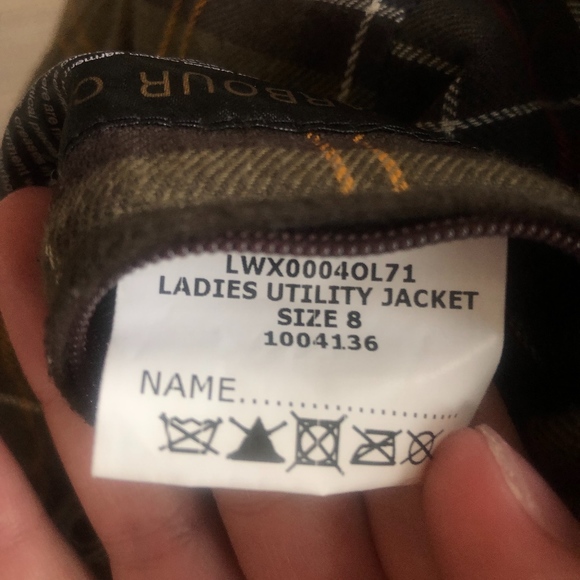 LWX0004OL71
LADIES UTILITY JACKET
SIZE 8
1004136
NAME........................